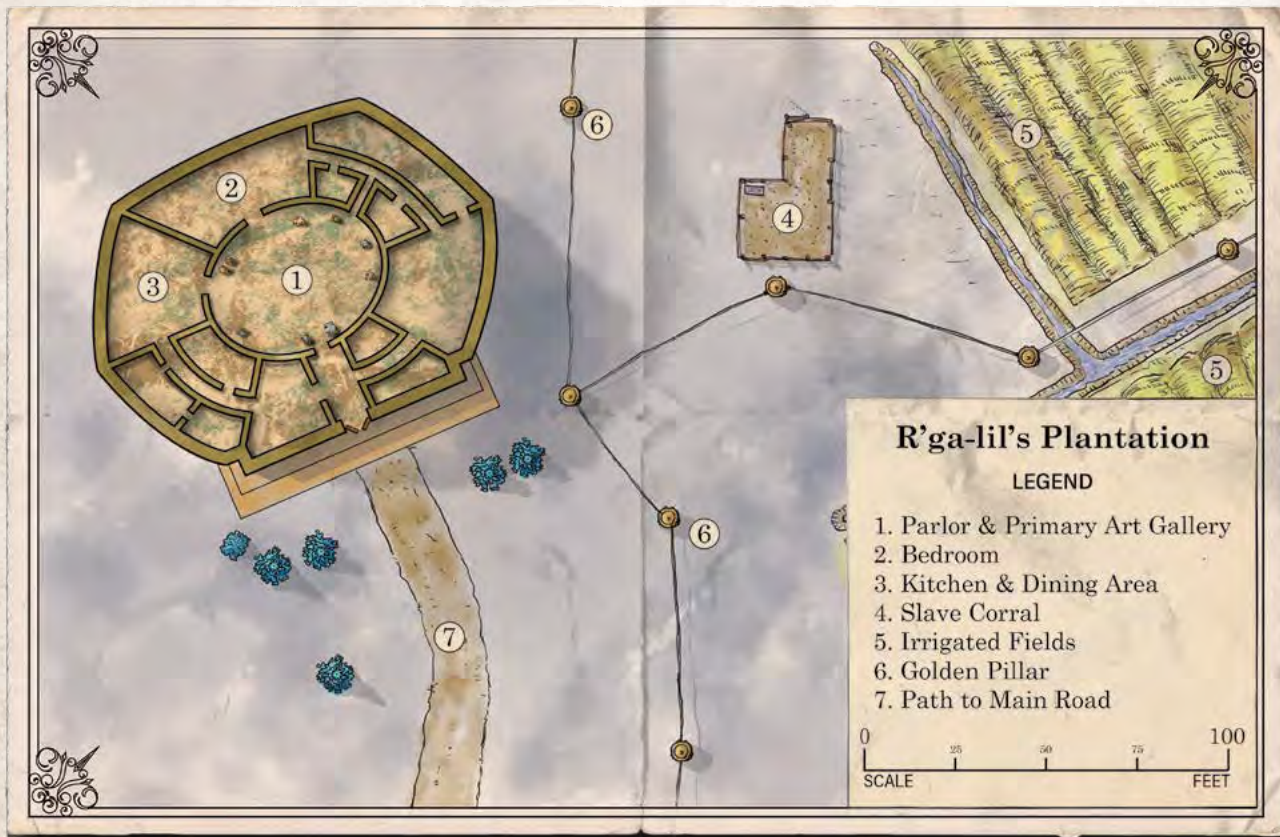 6
5
2
4
1
3
5
6
7
R'ga-lil's Plantation
LEGEND
1. Parlor & Primary Art Gallery
2. Bedroom
3. Kitchen & Dining Area
4. Slave Corral
5. Irrigated Fields
6. Golden Pillar
7. Path to Main Road
0 25 50 75 100
SCALE FEET